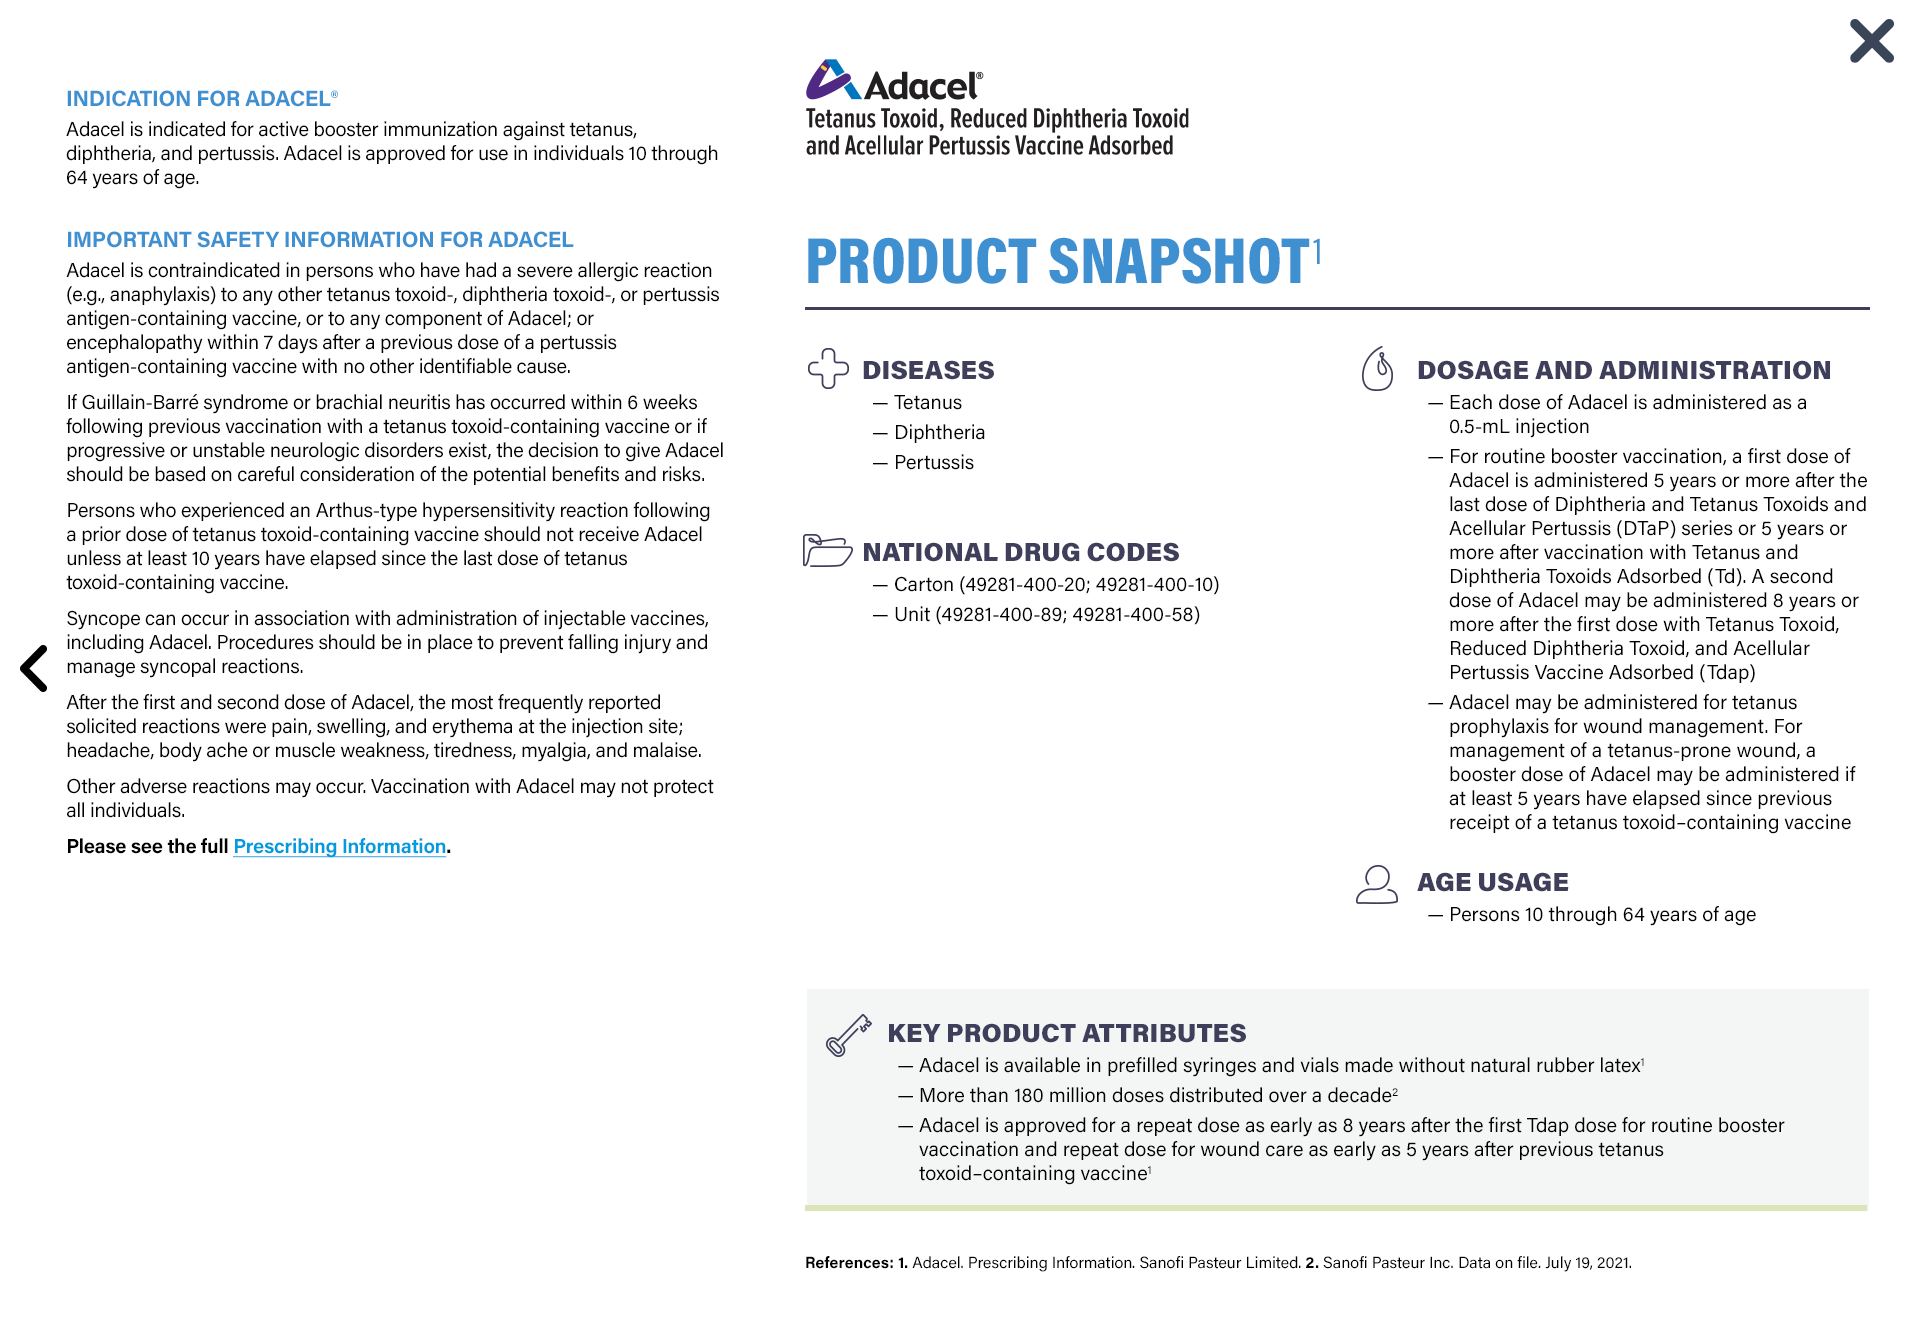 INDICATION FOR ADACEL®
Adacel is indicated for active booster immunization against tetanus,
diphtheria, and pertussis. Adacel is approved for use in individuals 10 through
64 years of age.
IMPORTANT SAFETY INFORMATION FOR ADACEL
Adacel is contraindicated in persons who have had a severe allergic reaction
(e.g., anaphylaxis) to any other tetanus toxoid-, diphtheria toxoid-, or pertussis
antigen-containing vaccine, or to any component of Adacel; or
encephalopathy within 7 days after a previous dose of a pertussis
antigen-containing vaccine with no other identifiable cause.
If Guillain-Barré syndrome or brachial neuritis has occurred within 6 weeks
following previous vaccination with a tetanus toxoid-containing vaccine or if
progressive or unstable neurologic disorders exist, the decision to give Adacel
should be based on careful consideration of the potential benefits and risks.
Persons who experienced an Arthus-type hypersensitivity reaction following
a prior dose of tetanus toxoid-containing vaccine should not receive Adacel
unless at least 10 years have elapsed since the last dose of tetanus
toxoid-containing vaccine.
Syncope can occur in association with administration of injectable vaccines,
including Adacel. Procedures should be in place to prevent falling injury and
manage syncopal reactions.
After the first and second dose of Adacel, the most frequently reported
solicited reactions were pain, swelling, and erythema at the injection site;
headache, body ache or muscle weakness, tiredness, myalgia, and malaise.
Other adverse reactions may occur. Vaccination with Adacel may not protect
all individuals.
Please see the full Prescribing Information.
Adacel®
Tetanus Toxoid, Reduced Diphtheria Toxoid
and Acellular Pertussis Vaccine Adsorbed
PRODUCT SNAPSHOT1
DISEASES
— Tetanus
— Diphtheria
— Pertussis
NATIONAL DRUG CODES
— Carton (49281-400-20; 49281-400-10)
— Unit (49281-400-89; 49281-400-58)
DOSAGE AND ADMINISTRATION
— Each dose of Adacel is administered as a
0.5-mL injection
— For routine booster vaccination, a first dose of
Adacel is administered 5 years or more after the
last dose of Diphtheria and Tetanus Toxoids and
Acellular Pertussis (DTaP) series or 5 years or
more after vaccination with Tetanus and
Diphtheria Toxoids Adsorbed (Td). A second
dose of Adacel may be administered 8 years or
more after the first dose with Tetanus Toxoid,
Reduced Diphtheria Toxoid, and Acellular
Pertussis Vaccine Adsorbed (Tdap)
— Adacel may be administered for tetanus
prophylaxis for wound management. For
management of a tetanus-prone wound, a
booster dose of Adacel may be administered if
at least 5 years have elapsed since previous
receipt of a tetanus toxoid–containing vaccine
AGE USAGE
— Persons 10 through 64 years of age
KEY PRODUCT ATTRIBUTES
— Adacel is available in prefilled syringes and vials made without natural rubber latex1
— More than 180 million doses distributed over a decade2
— Adacel is approved for a repeat dose as early as 8 years after the first Tdap dose for routine booster
vaccination and repeat dose for wound care as early as 5 years after previous tetanus
toxoid–containing vaccine1
References: 1. Adacel. Prescribing Information. Sanofi Pasteur Limited. 2. Sanofi Pasteur Inc. Data on file. July 19, 2021.